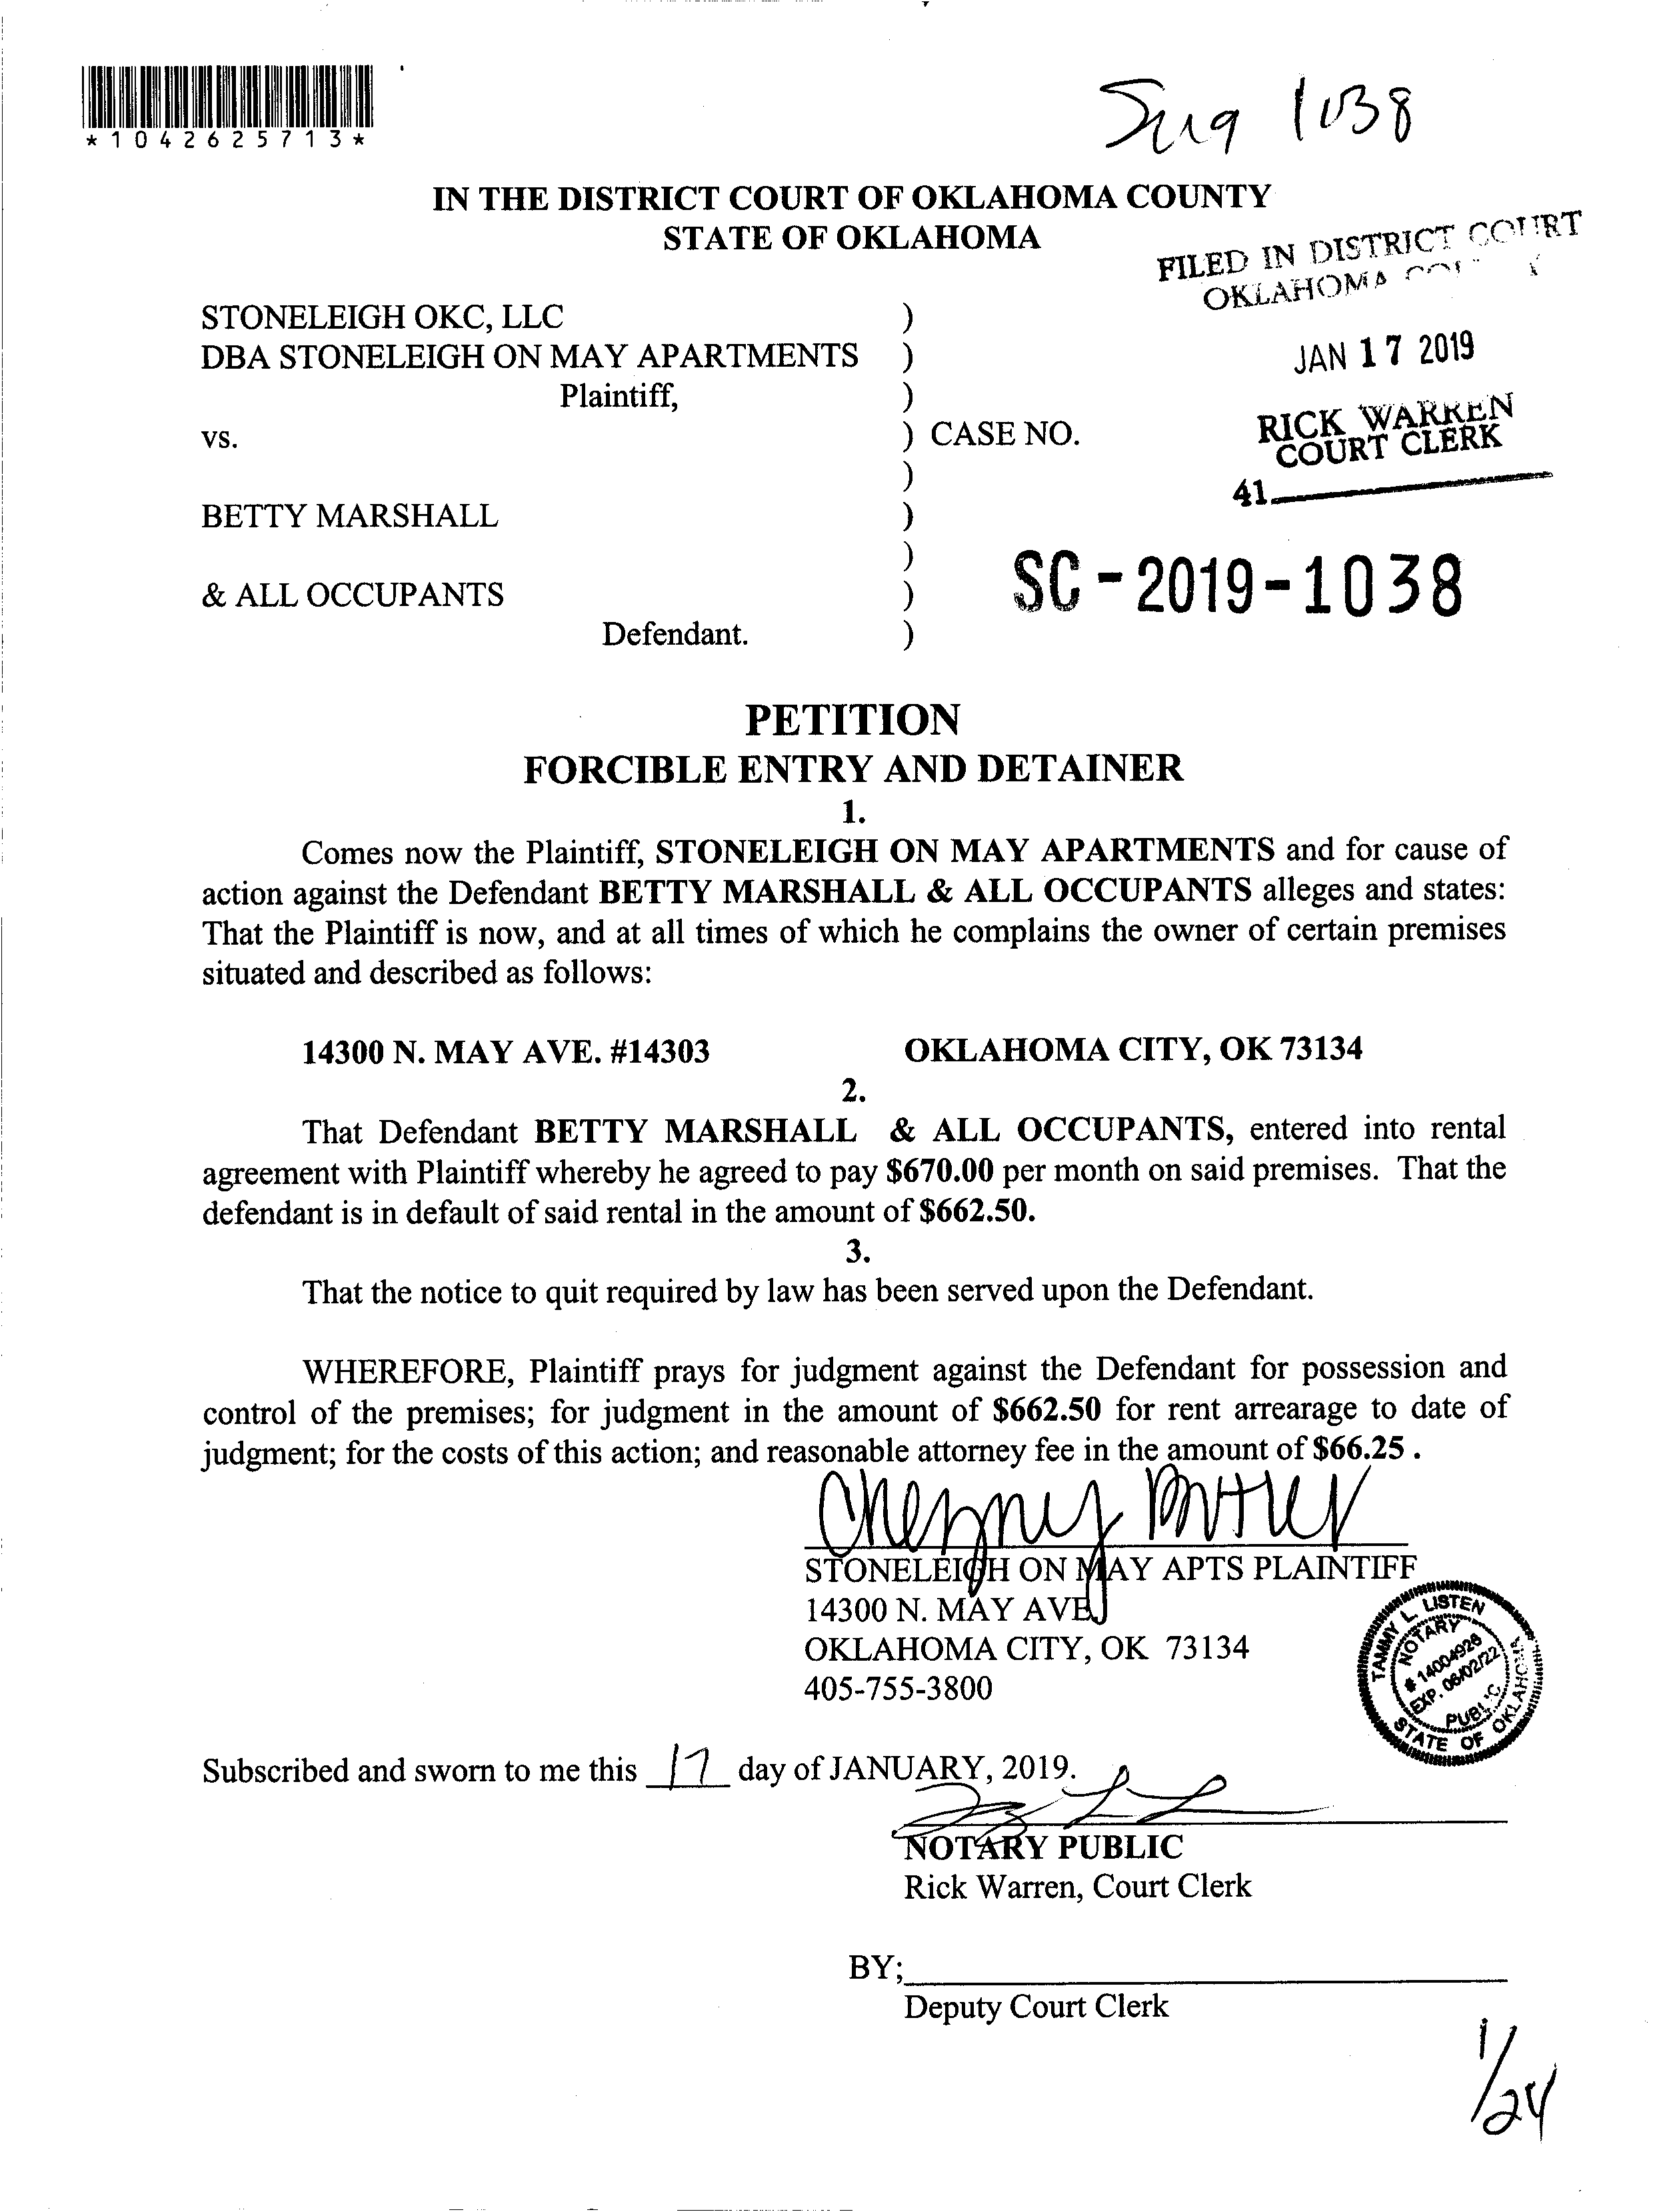 *1042625713*
1038
IN THE DISTRICT COURT OF OKLAHOMA COUNTY
STATE OF OKLAHOMA
FILED IN DISTRICT COURT
OKLAHOMA
STONELEIGH OKC, LLC )
DBA STONELEIGH ON MAY APARTMENTS )
JAN 17 2019
Plaintiff, )
vs. ) CASE NO.
RICK WARREN
COURT CLERK
)
41
BETTY MARSHALL )
)
& ALL OCCUPANTS )
SC-2019-1038
Defendant. )
PETITION
FORCIBLE ENTRY AND DETAINER
1.
Comes now the Plaintiff, STONELEIGH ON MAY APARTMENTS and for cause of
action against the Defendant BETTY MARSHALL & ALL OCCUPANTS alleges and states:
That the Plaintiff is now, and at all times of which he complains the owner of certain premises
situated and described as follows:
14300 N. MAY AVE. #14303 OKLAHOMA CITY, OK 73134
2.
That Defendant BETTY MARSHALL & ALL OCCUPANTS, entered into rental
agreement with Plaintiff whereby he agreed to pay $670.00 per month on said premises. That the
defendant is in default of said rental in the amount of $662.50.
3.
That the notice to quit required by law has been served upon the Defendant.
WHEREFORE, Plaintiff prays for judgment against the Defendant for possession and
control of the premises; for judgment in the amount of $662.50 for rent arrearage to date of
judgment; for the costs of this action; and reasonable attorney fee in the amount of $66.25 .
STONELEIGH ON MAY APTS PLAINTIFF
14300 N. MAY AVE
OKLAHOMA CITY, OK 73134
405-755-3800
TAMMY L. LISTEN
NOTARY
# 14004926
EXP. 06/02/22
PUBLIC
STATE OF OKLAHOMA
Subscribed and sworn to me this 17 day of JANUARY, 2019.
NOTARY PUBLIC
Rick Warren, Court Clerk
BY;
Deputy Court Clerk
1/24